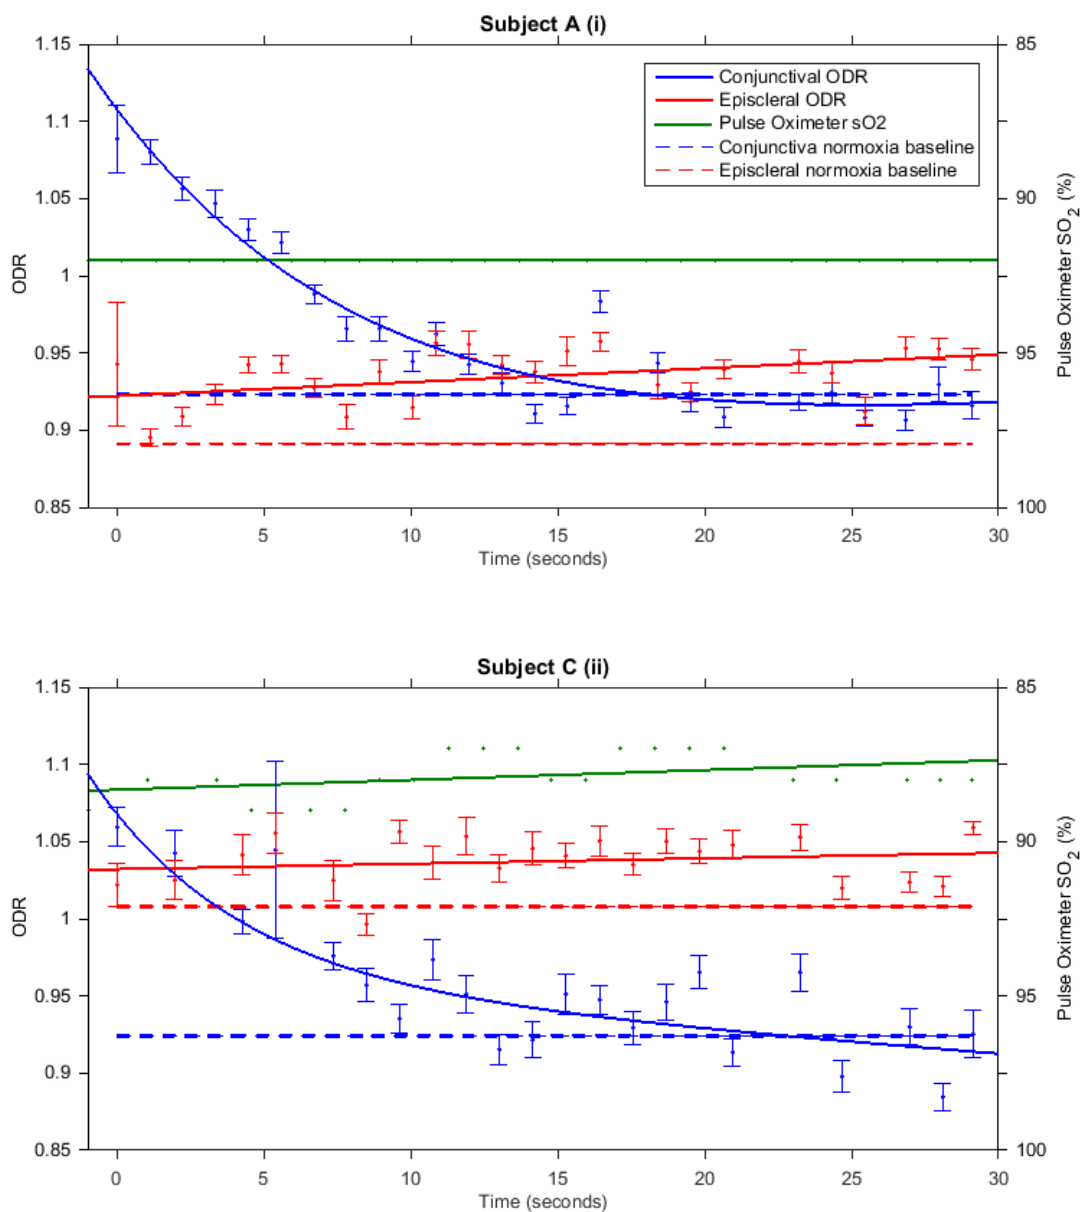 Subject A (i)
1.15
1.1
1.05
1
0.95
0.9
0.85
ODR
85
90
95
100
Pulse Oximeter SO2 (%)
Conjunctival ODR
Episcleral ODR
Pulse Oximeter sO2
Conjunctiva normoxia baseline
Episcleral normoxia baseline
0 5 10 15 20 25 30
Time (seconds)
Subject C (ii)
1.15
1.1
1.05
1
0.95
0.9
0.85
ODR
85
90
95
100
Pulse Oximeter SO2 (%)
0 5 10 15 20 25 30
Time (seconds)